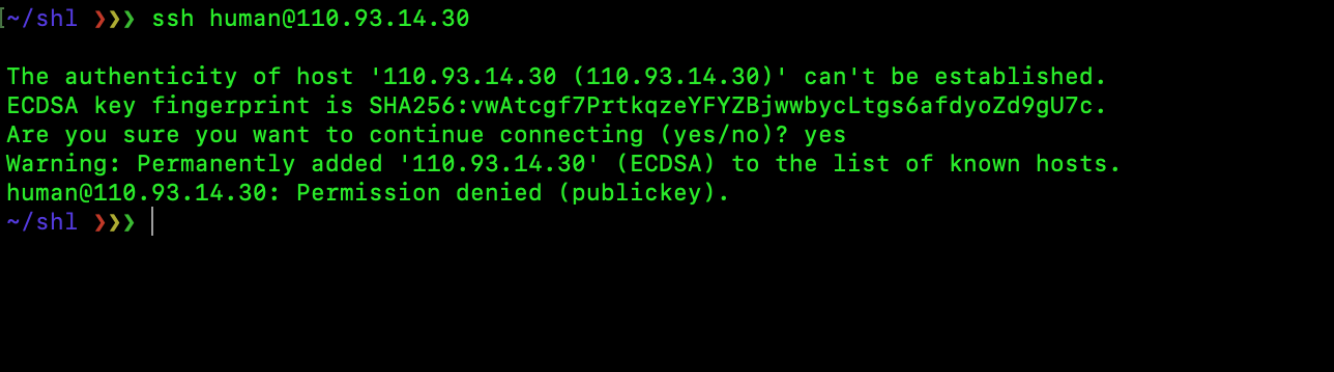 [~/shl ❯❯❯ ssh human@110.93.14.30
The authenticity of host '110.93.14.30 (110.93.14.30)' can't be established.
ECDSA key fingerprint is SHA256:vwAtcgf7PrtkqzeYFYZBjwwbycLtgs6afdyoZd9gU7c.
Are you sure you want to continue connecting (yes/no)? yes
Warning: Permanently added '110.93.14.30' (ECDSA) to the list of known hosts.
human@110.93.14.30: Permission denied (publickey).
~/shl ❯❯❯